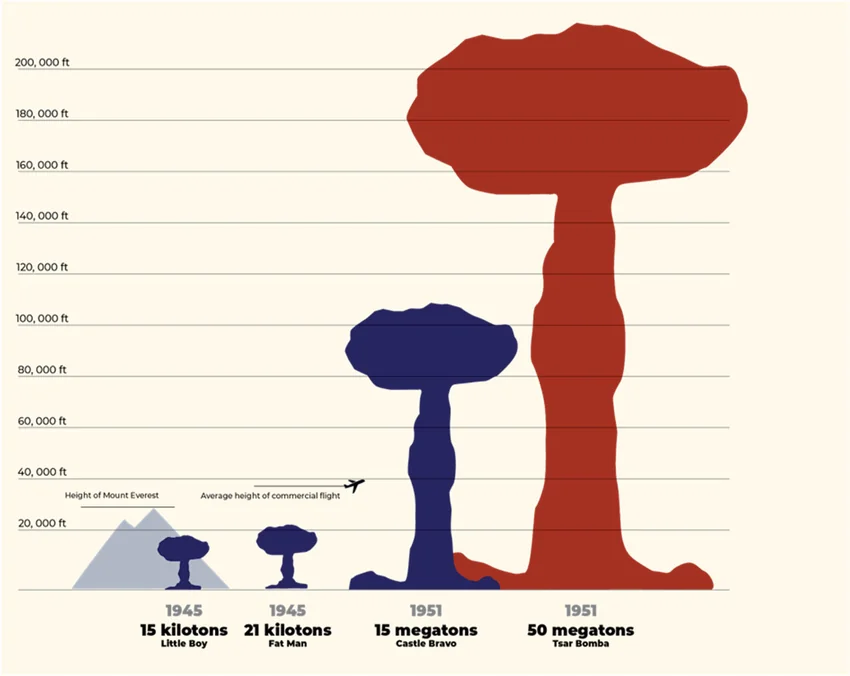 200, 000 ft
180, 000 ft
160, 000 ft
140, 000 ft
120, 000 ft
100, 000 ft
80, 000 ft
60, 000 ft
40, 000 ft
Height of Mount Everest
Average height of commercial flight
20, 000 ft
1945
15 kilotons
Little Boy
1945
21 kilotons
Fat Man
1951
15 megatons
Castle Bravo
1951
50 megatons
Tsar Bomba